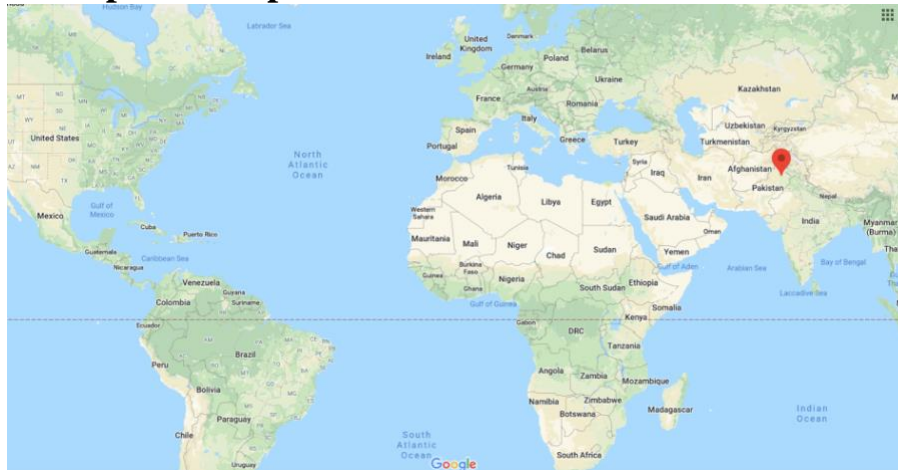 Hudson Bay
Labrador Sea
United Kingdom
Ireland
Denmark
Belarus
Poland
Germany
Ukraine
Austria
France
Romania
Kazakhstan
Italy
Spain
Portugal
Greece
Turkey
Uzbekistan
Kyrgyzstan
Turkmenistan
United States
North Atlantic Ocean
Tunisia
Syria
Iraq
Iran
Afghanistan
Pakistan
Morocco
Algeria
Libya
Egypt
Nepal
Gulf of Mexico
Mexico
Western Sahara
Saudi Arabia
India
Myanmar (Burma)
Cuba
Puerto Rico
Mauritania
Mali
Niger
Chad
Sudan
Oman
Yemen
Guatemala
Caribbean Sea
Nicaragua
Burkina Faso
Guinea
Ghana
Nigeria
Gulf of Aden
Arabian Sea
Bay of Bengal
Venezuela
Guyana
Suriname
Colombia
South Sudan
Ethiopia
Laccadive Sea
Gulf of Guinea
Somalia
Ecuador
Gabon
Kenya
DRC
Tanzania
Brazil
Peru
Angola
Zambia
Mozambique
Bolivia
Namibia
Zimbabwe
Botswana
Madagascar
Indian Ocean
Paraguay
Chile
South Atlantic Ocean
South Africa
Uruguay
Google